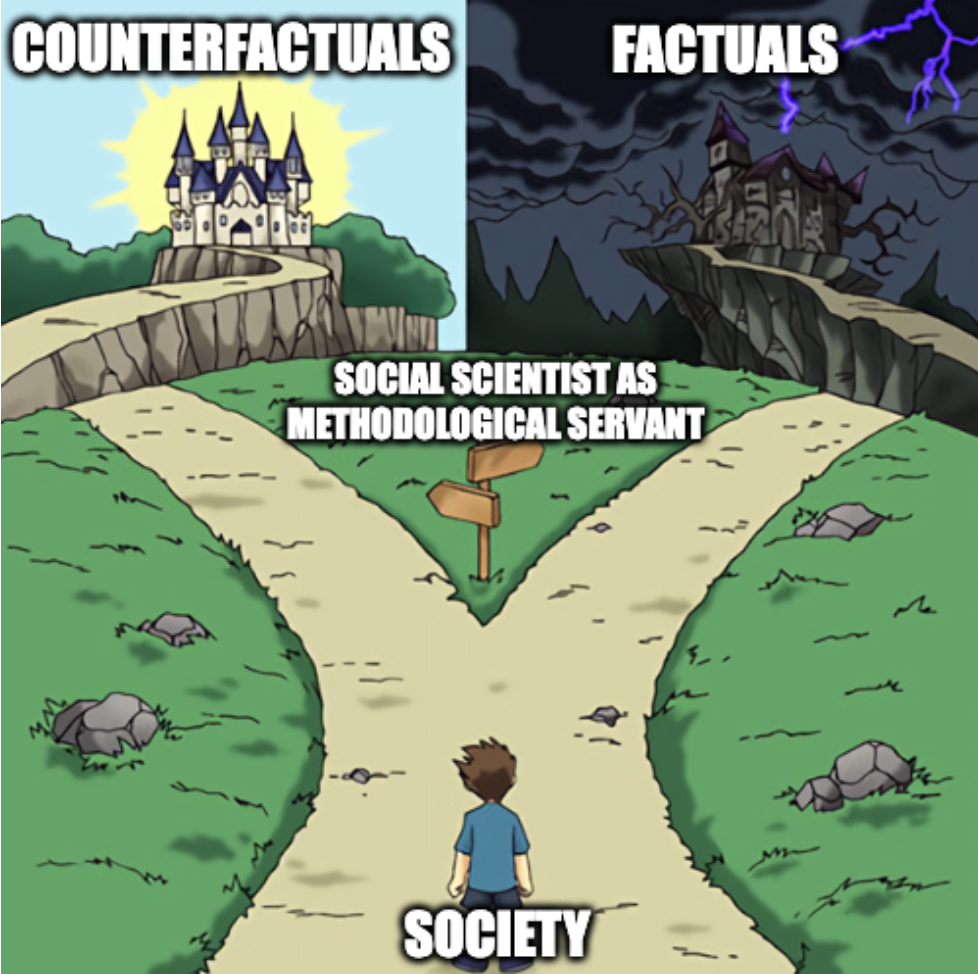 COUNTERFACTUALS
FACTUALS
SOCIAL SCIENTIST AS
METHODOLOGICAL SERVANT
SOCIETY